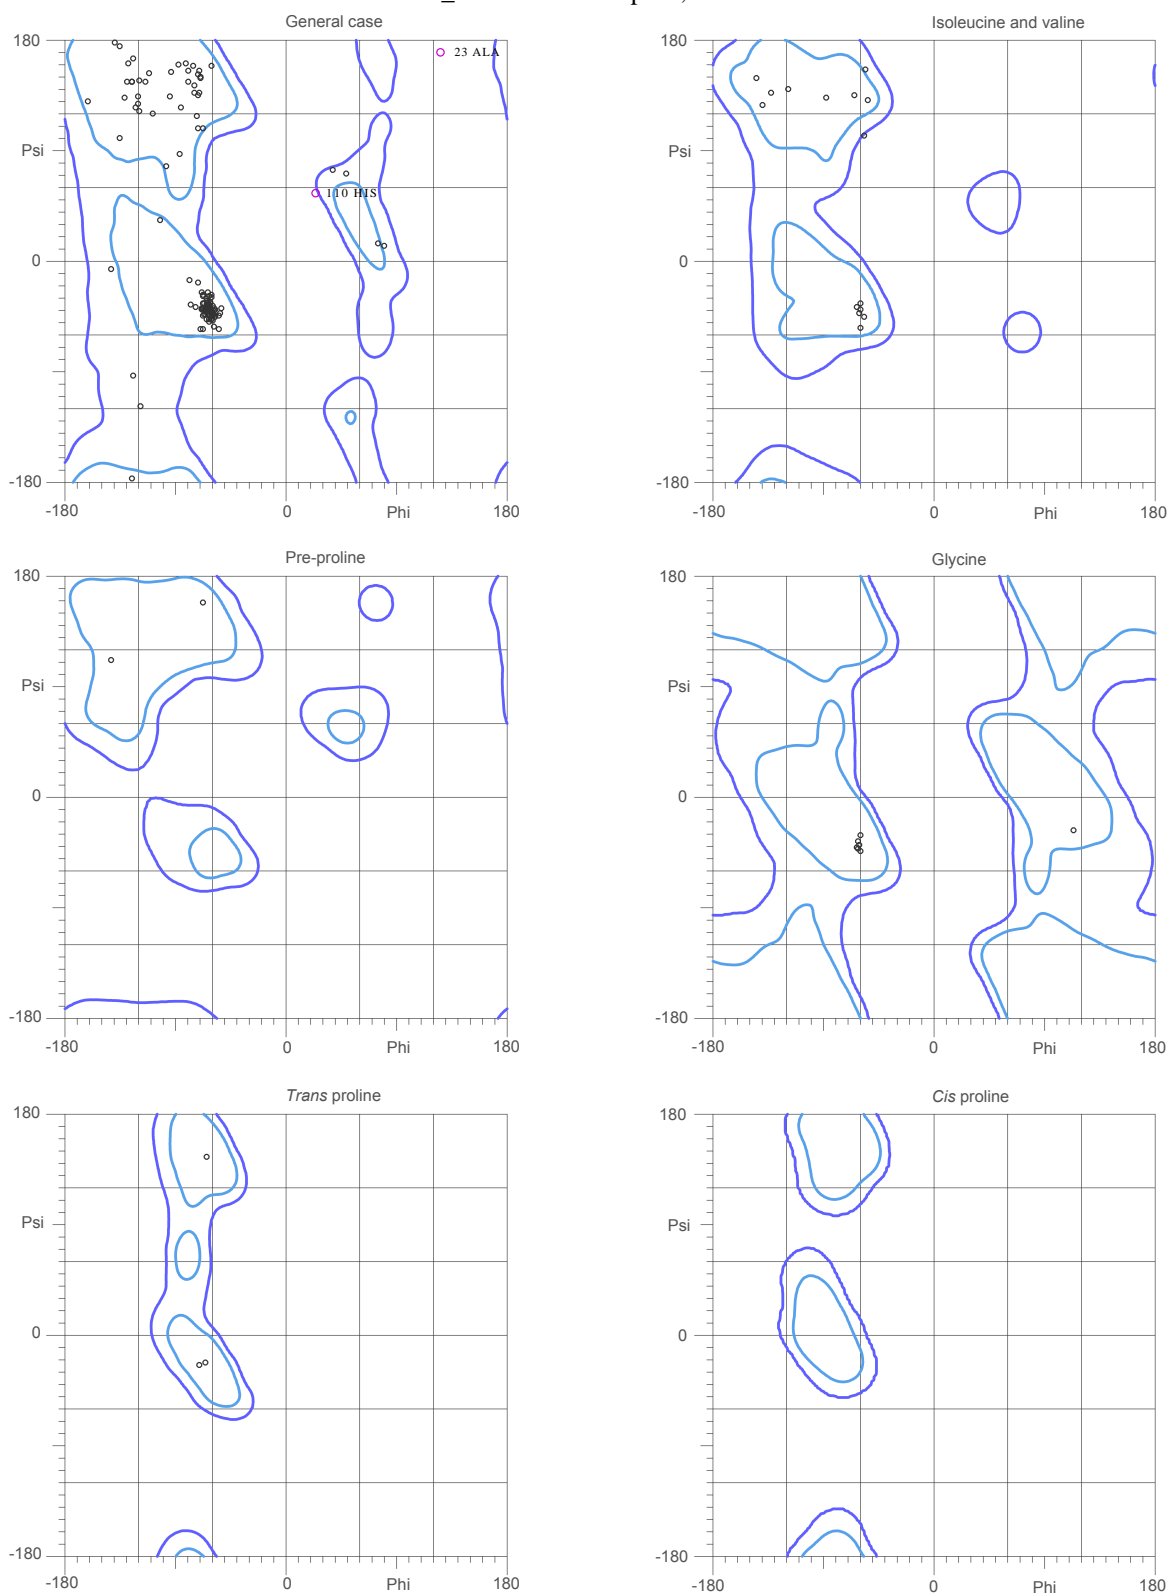 General case
180
23 ALA
Psi
110 HIS
0
-180
-180
0
Phi
180
Isoleucine and valine
180
Psi
0
-180
-180
0
Phi
180
Pre-proline
180
Psi
0
-180
-180
0
Phi
180
Glycine
180
Psi
0
-180
-180
0
Phi
180
Trans proline
180
Psi
0
-180
-180
0
Phi
180
Cis proline
180
Psi
0
-180
-180
0
Phi
180